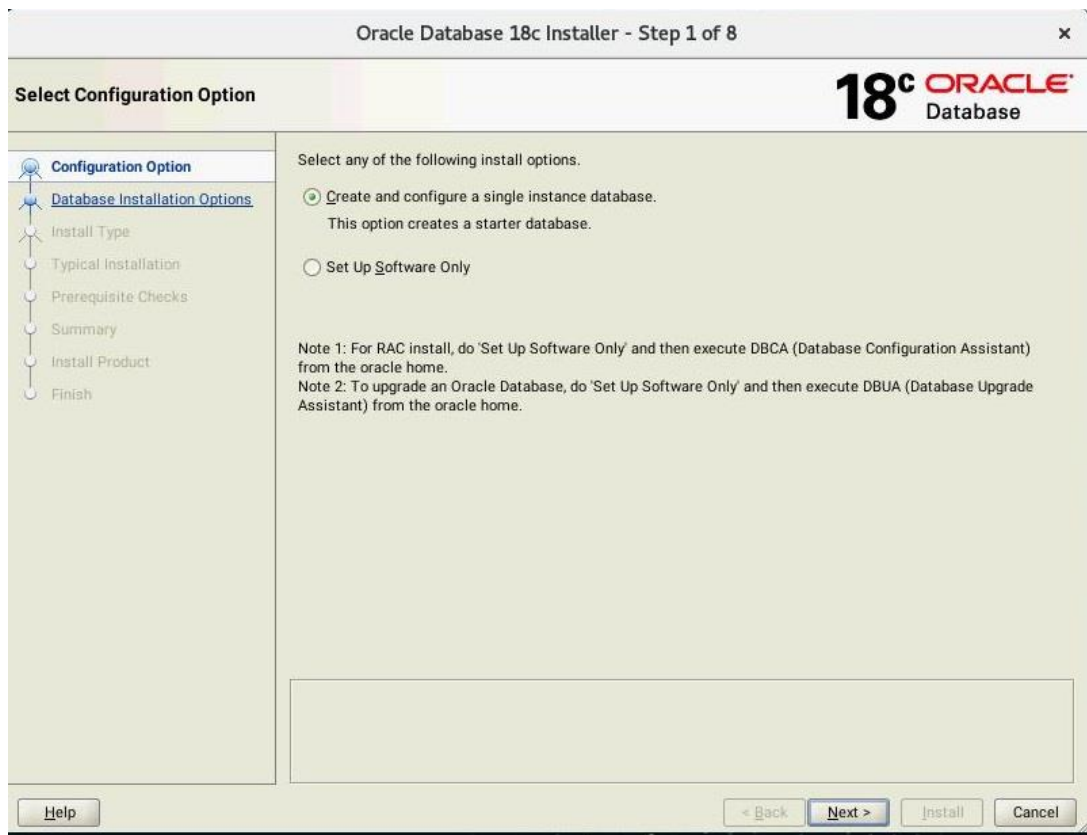 Oracle Database 18c Installer - Step 1 of 8
×
Select Configuration Option
18c ORACLE
Database
Configuration Option
Database Installation Options
Install Type
Typical Installation
Prerequisite Checks
Summary
Install Product
Finish
Select any of the following install options.
Create and configure a single instance database.
This option creates a starter database.
Set Up Software Only
Note 1: For RAC install, do 'Set Up Software Only' and then execute DBCA (Database Configuration Assistant)
from the oracle home.
Note 2: To upgrade an Oracle Database, do 'Set Up Software Only' and then execute DBUA (Database Upgrade
Assistant) from the oracle home.
Help
< Back
Next >
Install
Cancel